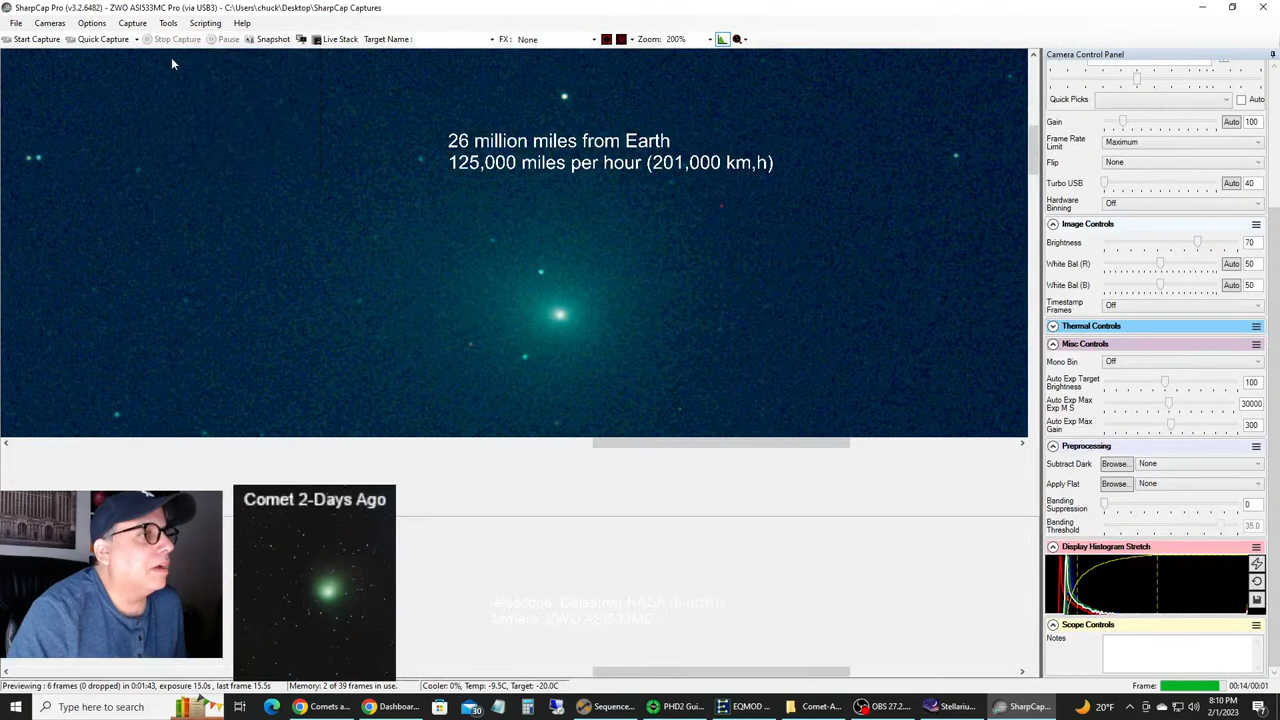 SharpCap Pro (v3.2.6482) - ZWO ASI533MC Pro (via USB3) - C:\Users\chuck\Desktop\SharpCap Captures
File Cameras Options Capture Tools Scripting Help
Start Capture Quick Capture Stop Capture Pause Snapshot Live Stack Target Name : FX : None Zoom: 200%
26 million miles from Earth
125,000 miles per hour (201,000 km,h)
Camera Control Panel
Quick Picks Auto
Gain Auto 100
Frame Rate Limit Maximum
Flip None
Turbo USB Auto 40
Hardware Binning Off
Image Controls
Brightness 70
White Bal (R) Auto 50
White Bal (B) Auto 50
Timestamp Frames Off
Thermal Controls
Misc Controls
Mono Bin Off
Auto Exp Target Brightness 100
Auto Exp Max Exp M S 30000
Auto Exp Max Gain 300
Preprocessing
Subtract Dark Browse... None
Apply Flat Browse... None
Banding Suppression 0
Banding Threshold 35.0
Display Histogram Stretch
Scope Controls
Notes
Comet 2-Days Ago
Camera: ZWO ASI533MC
Previewing : 6 frames (0 dropped) in 0:01:43, exposure 15.0s , last frame 15.5s Memory: 2 of 39 frames in use. Cooler: 0%, Temp: -9.5C, Target: -20.0C Frame: 00:14/00:01
Type here to search Comets a... Dashboar... 30 Sequence... PHD2 Gui... EQMOD ... Comet-A... OBS 27.2... Stellariu... SharpCap... 20°F 8:10 PM
2/1/2023